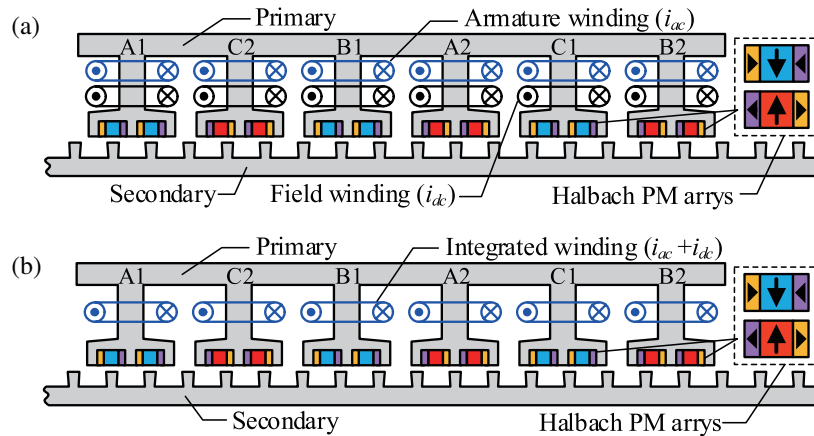 (a)
Primary
Armature winding (iac)
A1 C2 B1 A2 C1 B2
Secondary
Field winding (idc)
Halbach PM arrys
(b)
Primary
Integrated winding (iac +idc)
A1 C2 B1 A2 C1 B2
Secondary
Halbach PM arrys